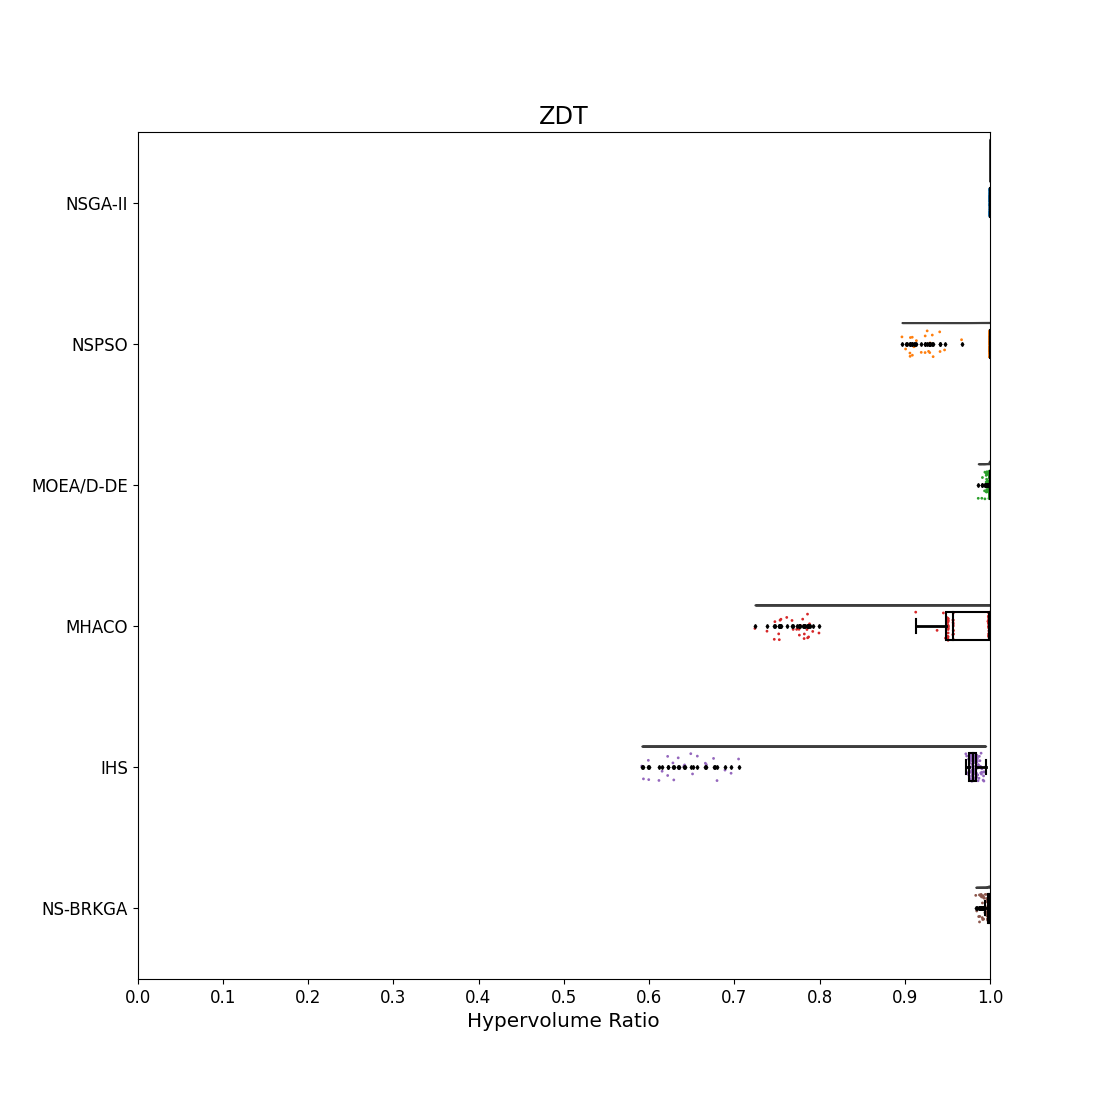 ZDT
NSGA-II
NSPSO
MOEA/D-DE
MHACO
IHS
NS-BRKGA
0.0 0.1 0.2 0.3 0.4 0.5 0.6 0.7 0.8 0.9 1.0
Hypervolume Ratio